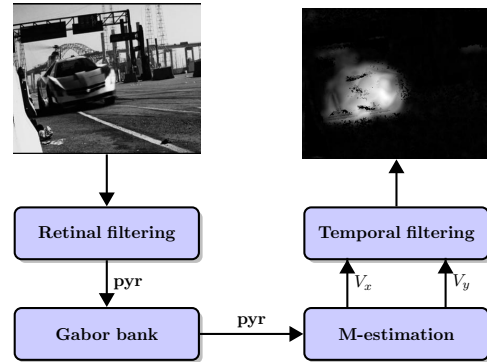 Retinal filtering
Temporal filtering
pyr
V_x
V_y
Gabor bank
pyr
M-estimation